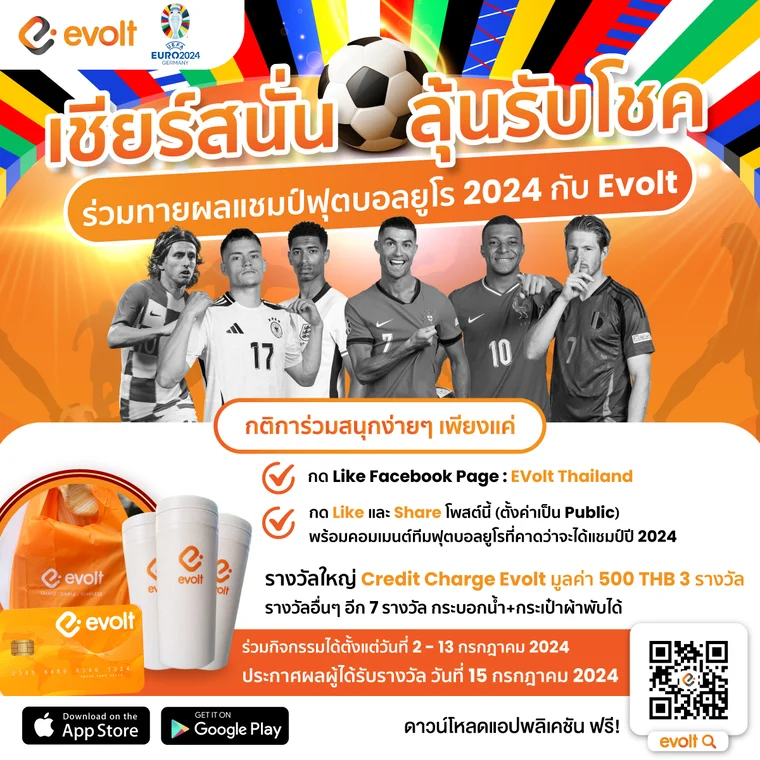 evolt
UEFA
EURO2024
GERMANY
เชียร์สนั่น ลุ้นรับโชค
ร่วมทายผลแชมป์ฟุตบอลยูโร 2024 กับ Evolt
17
7
10
7
กติการ่วมสนุกง่ายๆ เพียงแค่
กด Like Facebook Page : EVolt Thailand
กด Like และ Share โพสต์นี้ (ตั้งค่าเป็น Public)
พร้อมคอมเมนต์ทีมฟุตบอลยูโรที่คาดว่าจะได้แชมป์ปี 2024
รางวัลใหญ่ Credit Charge Evolt มูลค่า 500 THB 3 รางวัล
รางวัลอื่นๆ อีก 7 รางวัล กระบอกน้ำ+กระเป๋าผ้าพับได้
evolt
evolt
evolt
ร่วมกิจกรรมได้ตั้งแต่วันที่ 2 - 13 กรกฎาคม 2024
ประกาศผลผู้ได้รับรางวัล วันที่ 15 กรกฎาคม 2024
Download on the
App Store
GET IT ON
Google Play
ดาวน์โหลดแอปพลิเคชัน ฟรี!
evolt